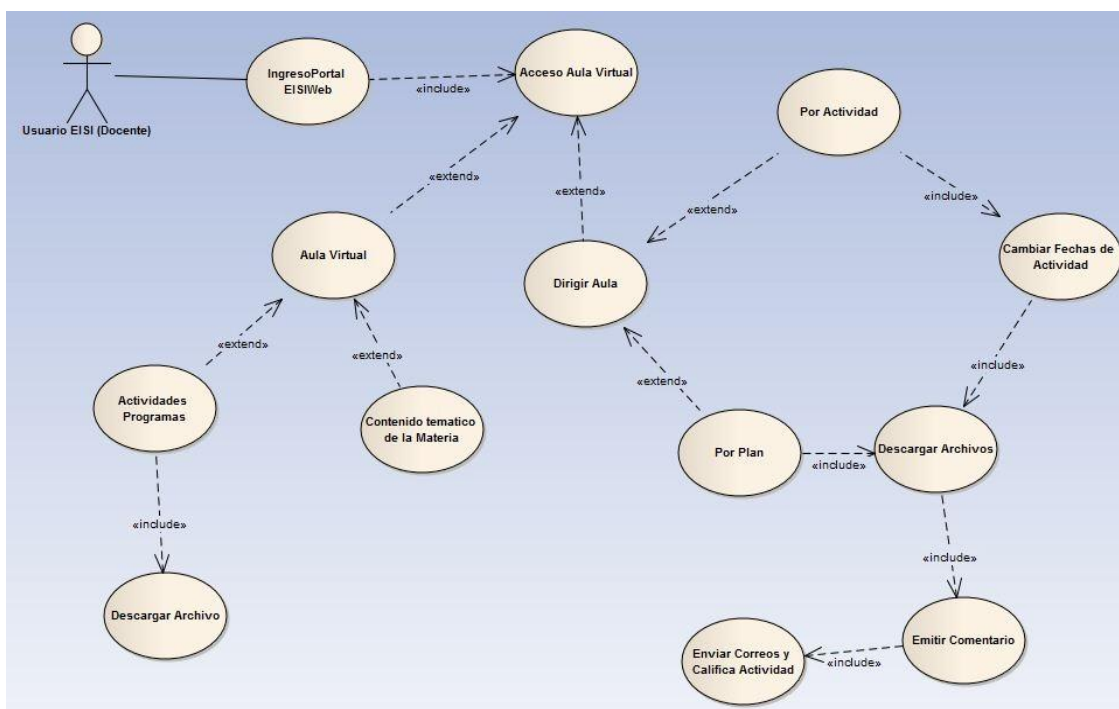 IngresoPortal
EISIWeb
«include»
Acceso Aula Virtual
Usuario EISI (Docente)
Por Actividad
«extend»
«extend»
«extend»
«include»
Aula Virtual
Dirigir Aula
Cambiar Fechas de
Actividad
«extend»
«extend»
«extend»
«include»
Actividades
Programas
Contenido tematico
de la Materia
Por Plan
«include»
Descargar Archivos
«include»
«include»
Descargar Archivo
Enviar Correos y
Califica Actividad
«include»
Emitir Comentario